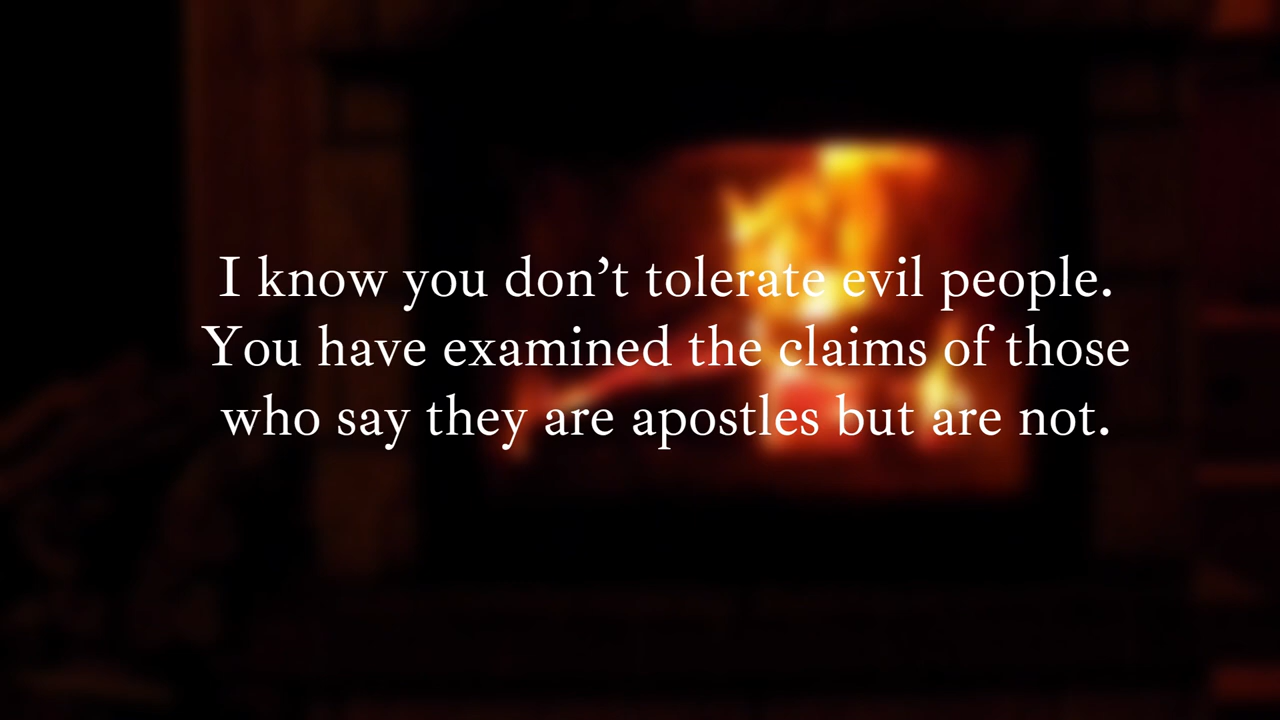 I know you don’t tolerate evil people.
You have examined the claims of those
who say they are apostles but are not.